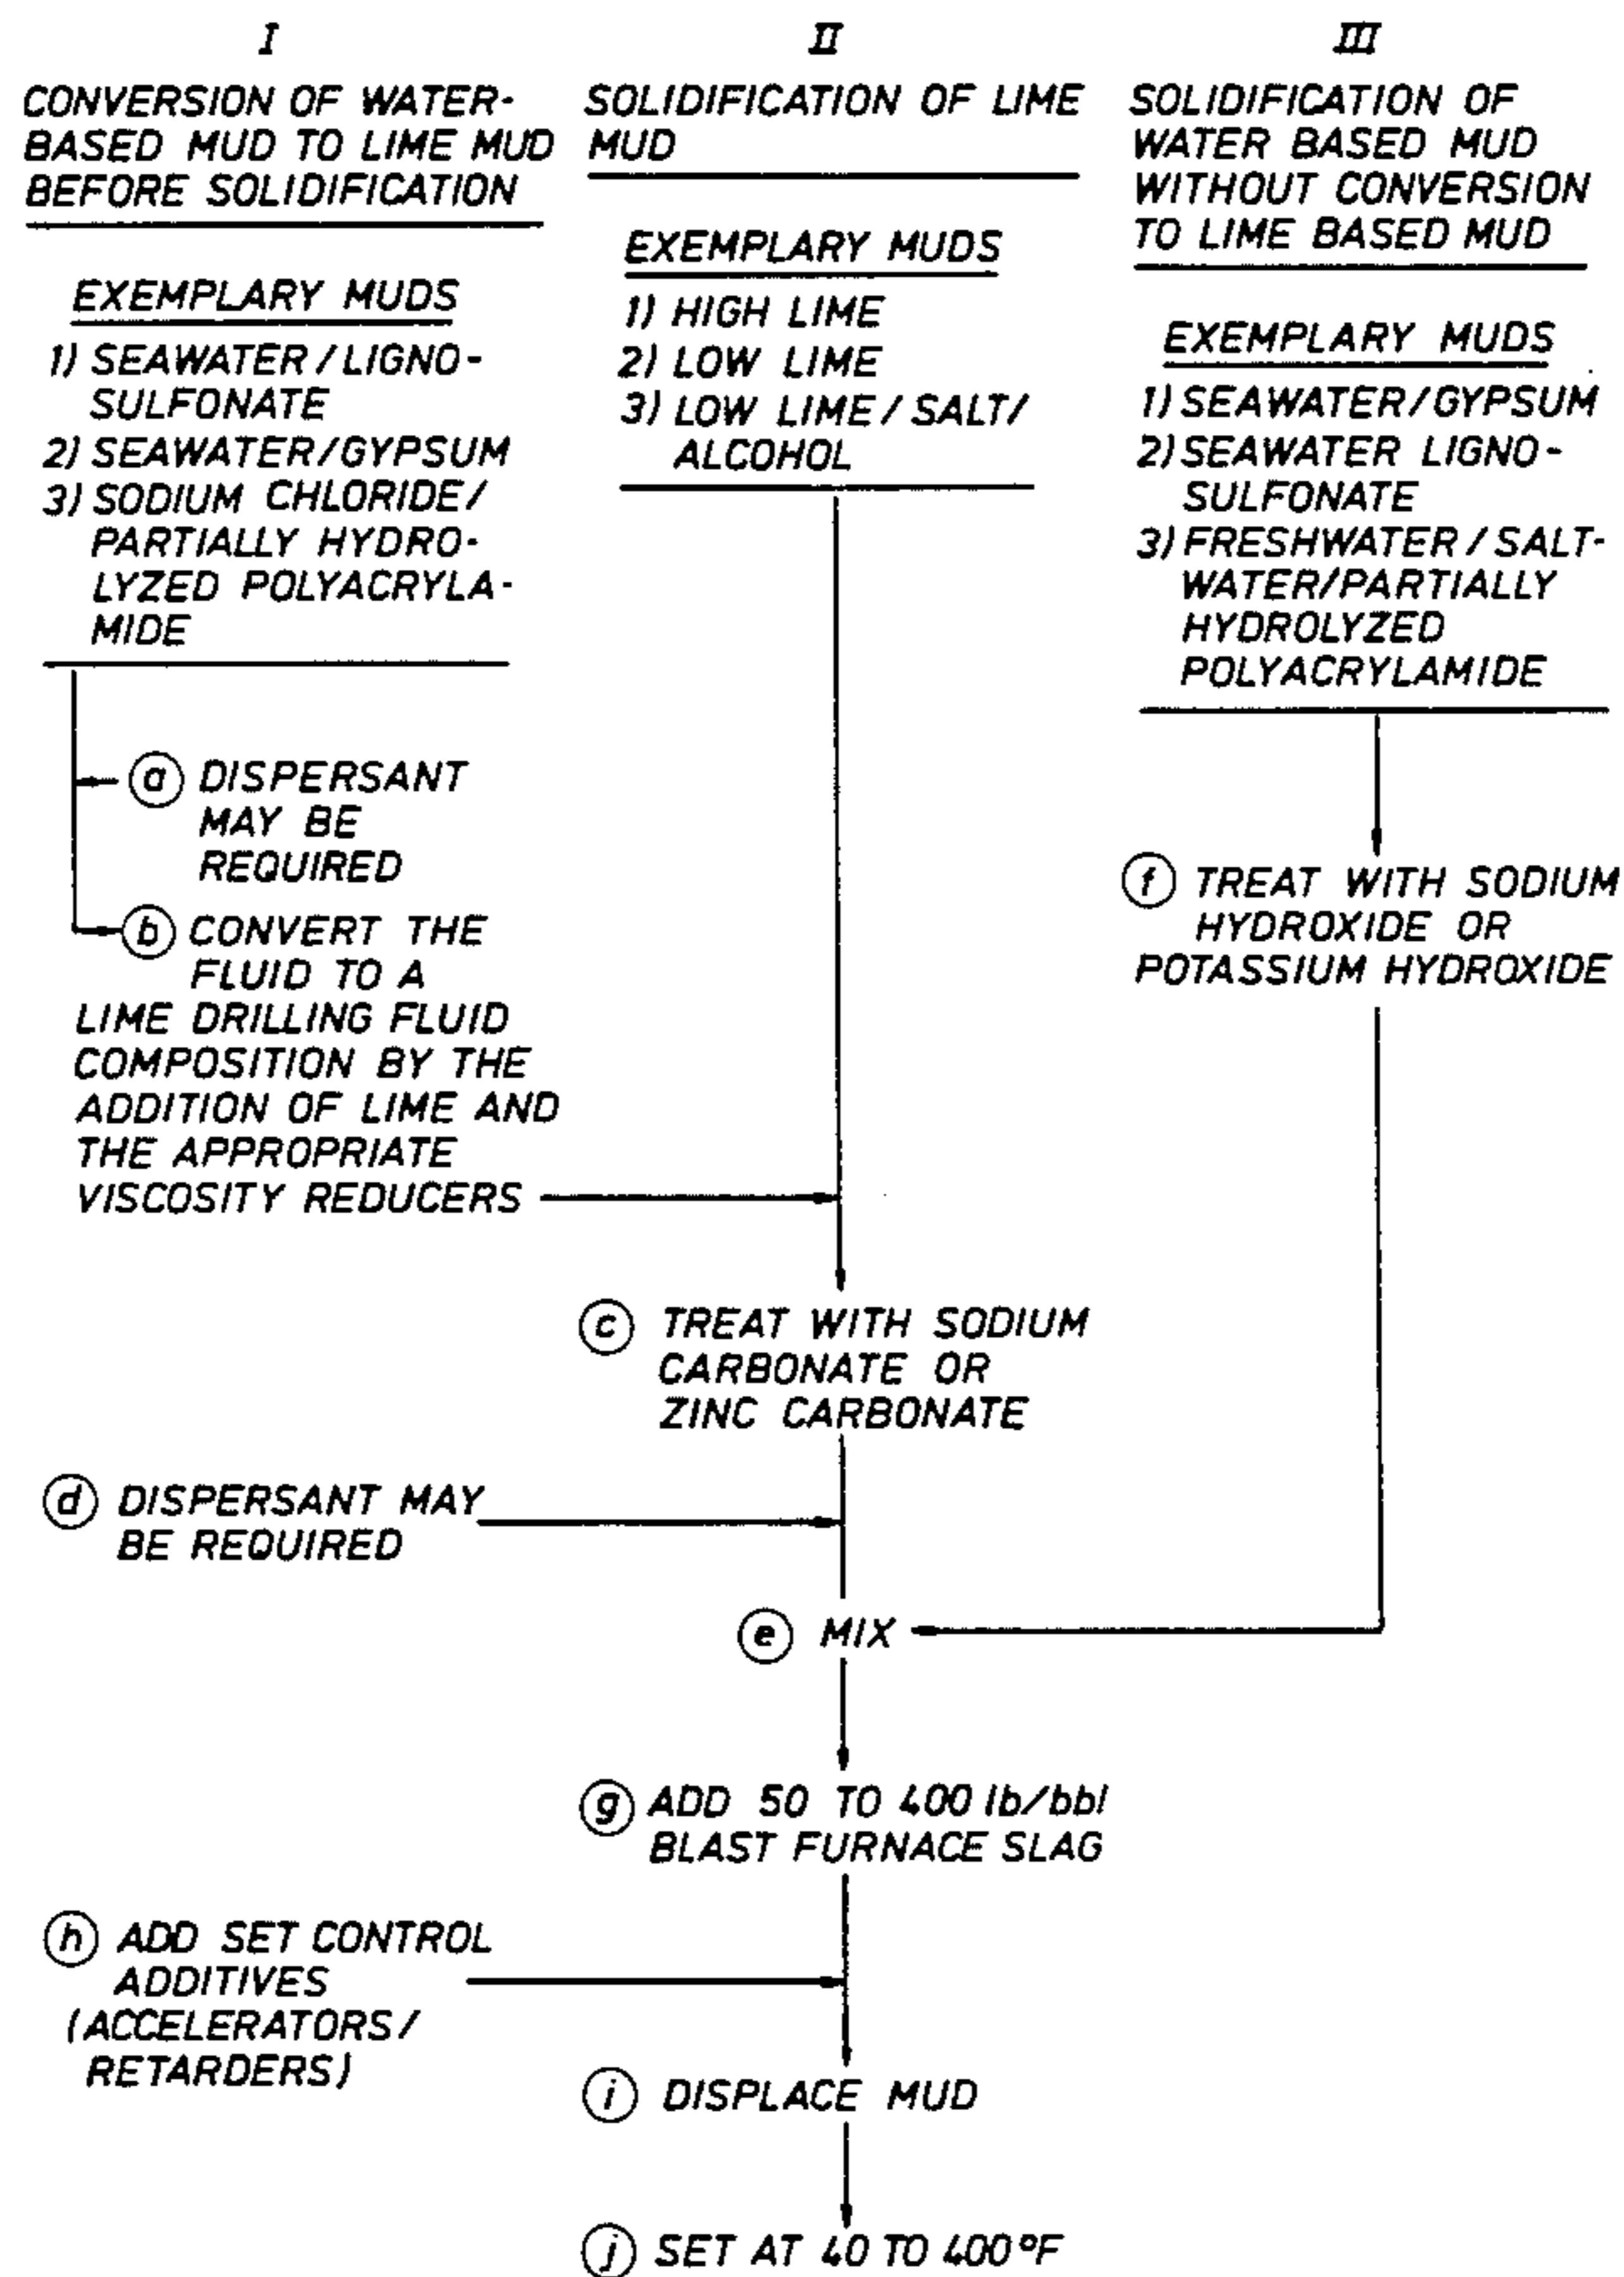 I
CONVERSION OF WATER-
BASED MUD TO LIME MUD
BEFORE SOLIDIFICATION
EXEMPLARY MUDS
1) SEAWATER / LIGNO-
SULFONATE
2) SEAWATER/GYPSUM
3) SODIUM CHLORIDE/
PARTIALLY HYDRO-
LYZED POLYACRYLA-
MIDE
a DISPERSANT
MAY BE
REQUIRED
b CONVERT THE
FLUID TO A
LIME DRILLING FLUID
COMPOSITION BY THE
ADDITION OF LIME AND
THE APPROPRIATE
VISCOSITY REDUCERS
II
SOLIDIFICATION OF LIME
MUD
EXEMPLARY MUDS
1) HIGH LIME
2) LOW LIME
3) LOW LIME / SALT/
ALCOHOL
III
SOLIDIFICATION OF
WATER BASED MUD
WITHOUT CONVERSION
TO LIME BASED MUD
EXEMPLARY MUDS
1) SEAWATER/GYPSUM
2) SEAWATER LIGNO-
SULFONATE
3) FRESHWATER / SALT-
WATER/PARTIALLY
HYDROLYZED
POLYACRYLAMIDE
f TREAT WITH SODIUM
HYDROXIDE OR
POTASSIUM HYDROXIDE
c TREAT WITH SODIUM
CARBONATE OR
ZINC CARBONATE
d DISPERSANT MAY
BE REQUIRED
e MIX
g ADD 50 TO 400 lb/bbl
BLAST FURNACE SLAG
h ADD SET CONTROL
ADDITIVES
(ACCELERATORS/
RETARDERS)
i DISPLACE MUD
j SET AT 40 TO 400°F